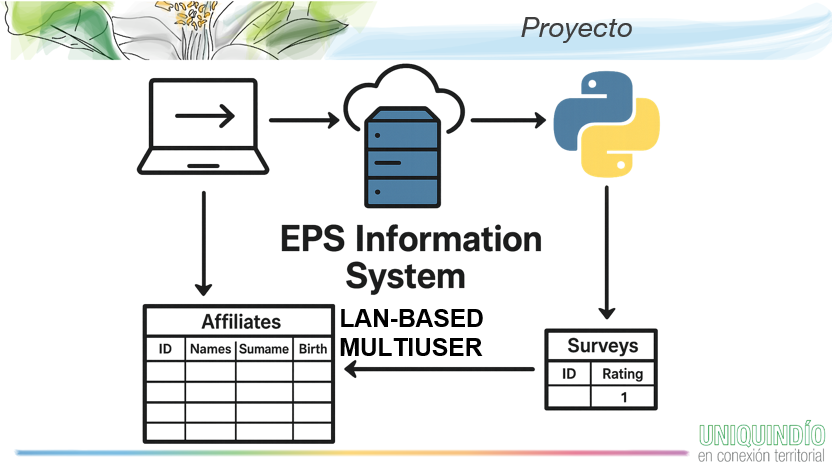 Proyecto
EPS Information
System
LAN-BASED
MULTIUSER
Affiliates
ID Names Sumame Birth
Surveys
ID Rating
1
UNIQUINDÍO
en conexión territorial